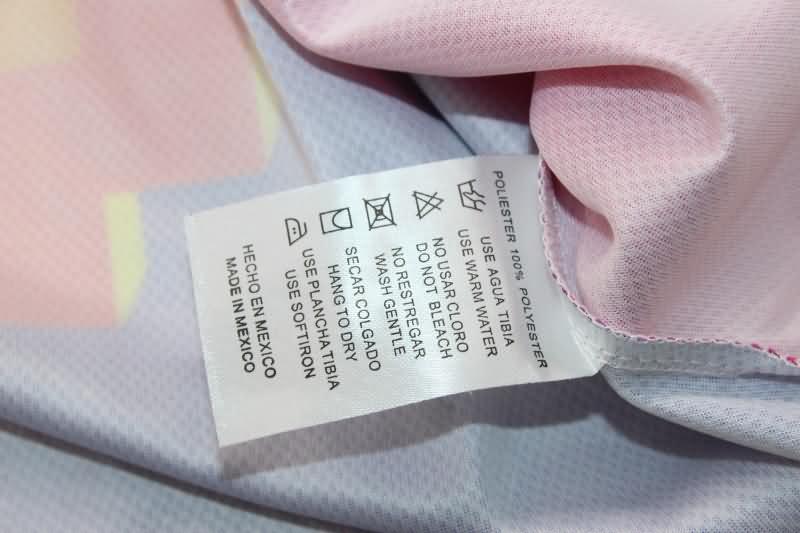 POLIESTER 100% POLYESTER
USE AGUA TIBIA
USE WARM WATER
NO USAR CLORO
DO NOT BLEACH
NO RESTREGAR
WASH GENTLE
SECAR COLGADO
HANG TO DRY
USE PLANCHA TIBIA
USE SOFTIRON
HECHO EN MEXICO
MADE IN MEXICO